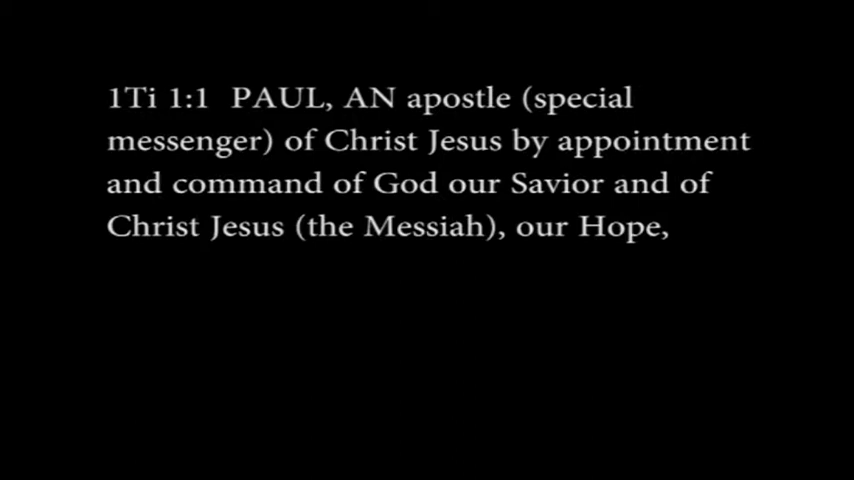 1Ti 1:1 PAUL, AN apostle (special
messenger) of Christ Jesus by appointment
and command of God our Savior and of
Christ Jesus (the Messiah), our Hope,